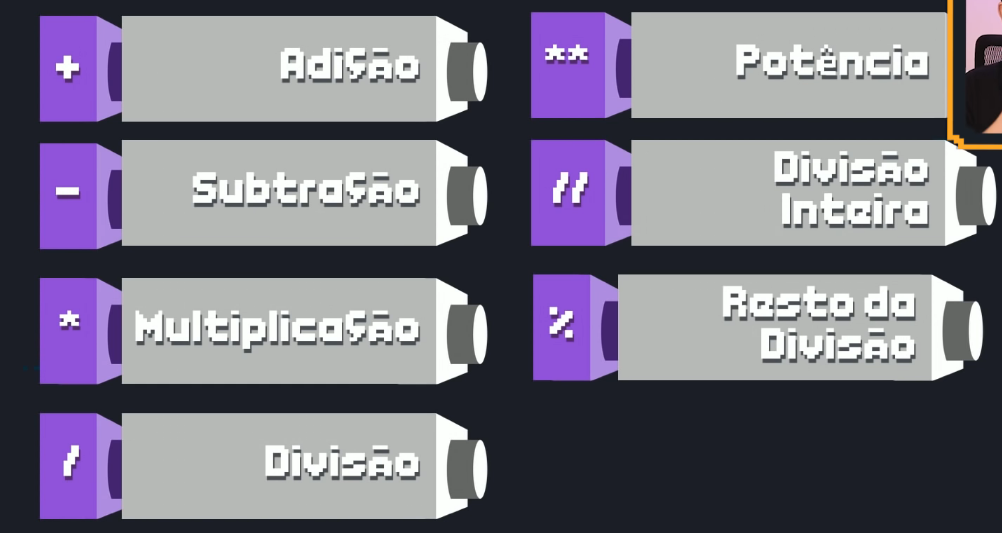 + Adição
- Subtração
* Multiplicação
/ Divisão
** Potência
// Divisão
Inteira
% Resto da
Divisão